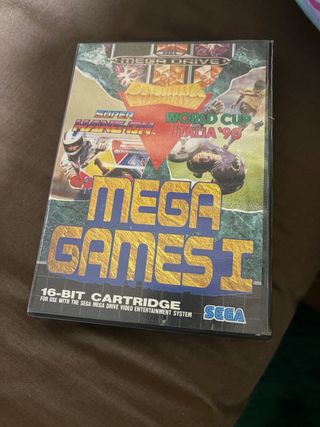 SEGA
MEGA DRIVE
COLUMNS
SUPER
HANG-ON
WORLD CUP
ITALIA '90
MEGA
GAMES I
16-BIT CARTRIDGE
FOR USE WITH THE SEGA MEGA DRIVE VIDEO ENTERTAINMENT SYSTEM
SEGA